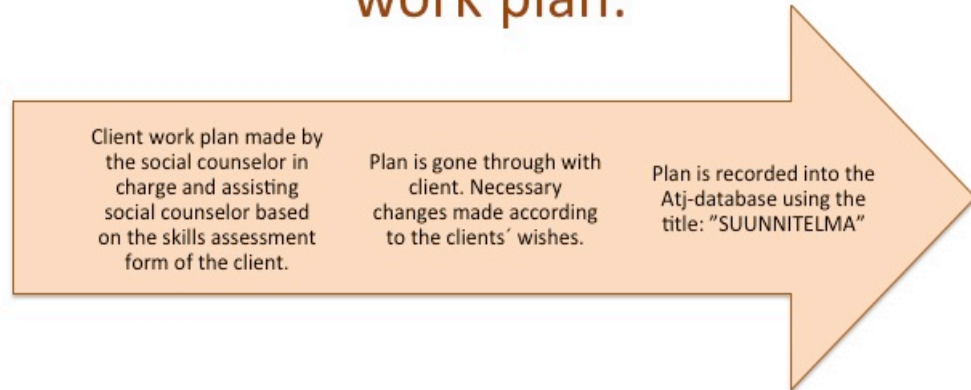 work plan:
Client work plan made by
the social counselor in
charge and assisting
social counselor based
on the skills assessment
form of the client.
Plan is gone through with
client. Necessary
changes made according
to the clients´ wishes.
Plan is recorded into the
Atj-database using the
title: ”SUUNNITELMA”